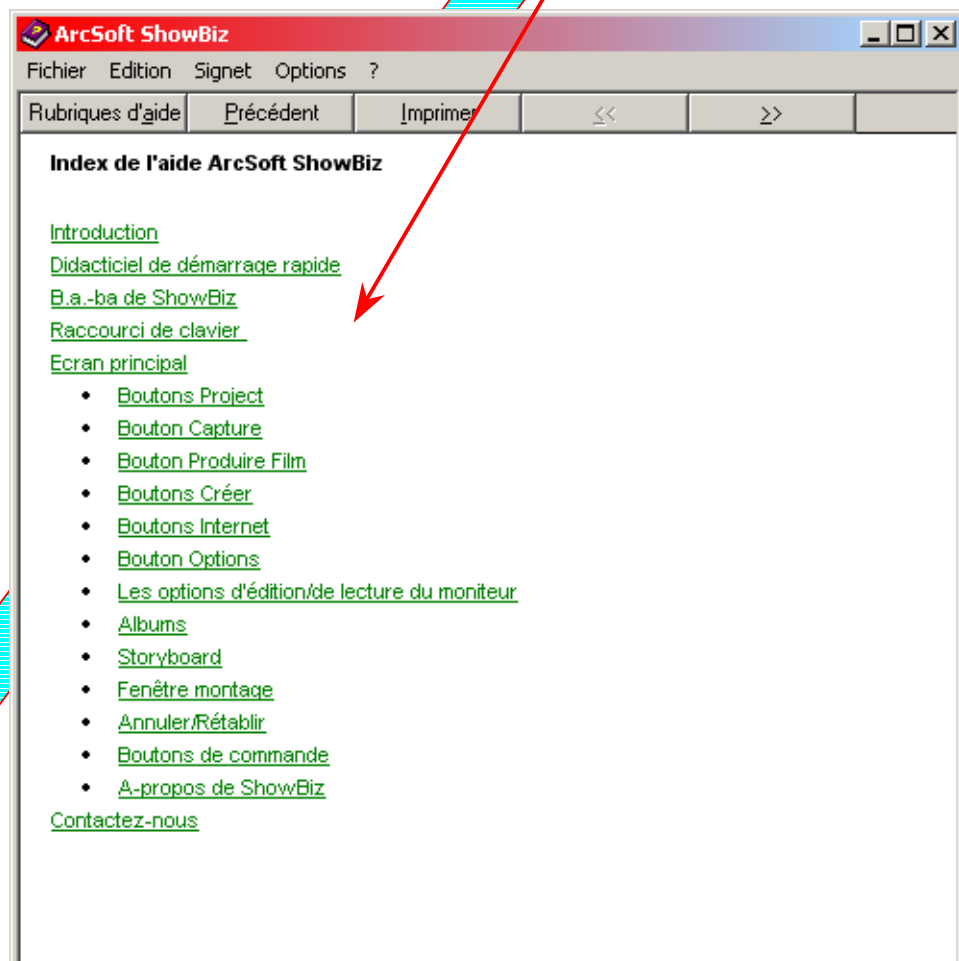 ArcSoft ShowBiz
Fichier Edition Signet Options ?
Rubriques d'aide Précédent Imprimer << >>
Index de l'aide ArcSoft ShowBiz
Introduction
Didacticiel de démarrage rapide
B.a.-ba de ShowBiz
Raccourci de clavier
Ecran principal
• Boutons Project
• Bouton Capture
• Bouton Produire Film
• Boutons Créer
• Boutons Internet
• Bouton Options
• Les options d'édition/de lecture du moniteur
• Albums
• Storyboard
• Fenêtre montage
• Annuler/Rétablir
• Boutons de commande
• A-propos de ShowBiz
Contactez-nous